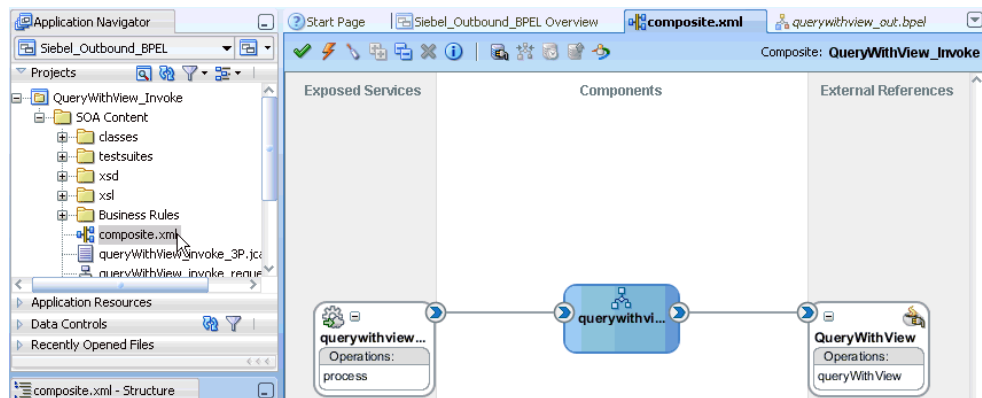 Application Navigator
Siebel_Outbound_BPEL
Projects
QueryWithView_Invoke
SOA Content
classes
testsuites
xsd
xsl
Business Rules
composite.xml
queryWithView_invoke_3P.jca
queryWithView_invoke_reque
Application Resources
Data Controls
Recently Opened Files
composite.xml - Structure
Start Page
Siebel_Outbound_BPEL Overview
composite.xml
querywithview_out.bpel
Composite: QueryWithView_Invoke
Exposed Services
Components
External References
querywithview...
Operations:
process
querywithvi...
QueryWithView
Operations:
queryWithView